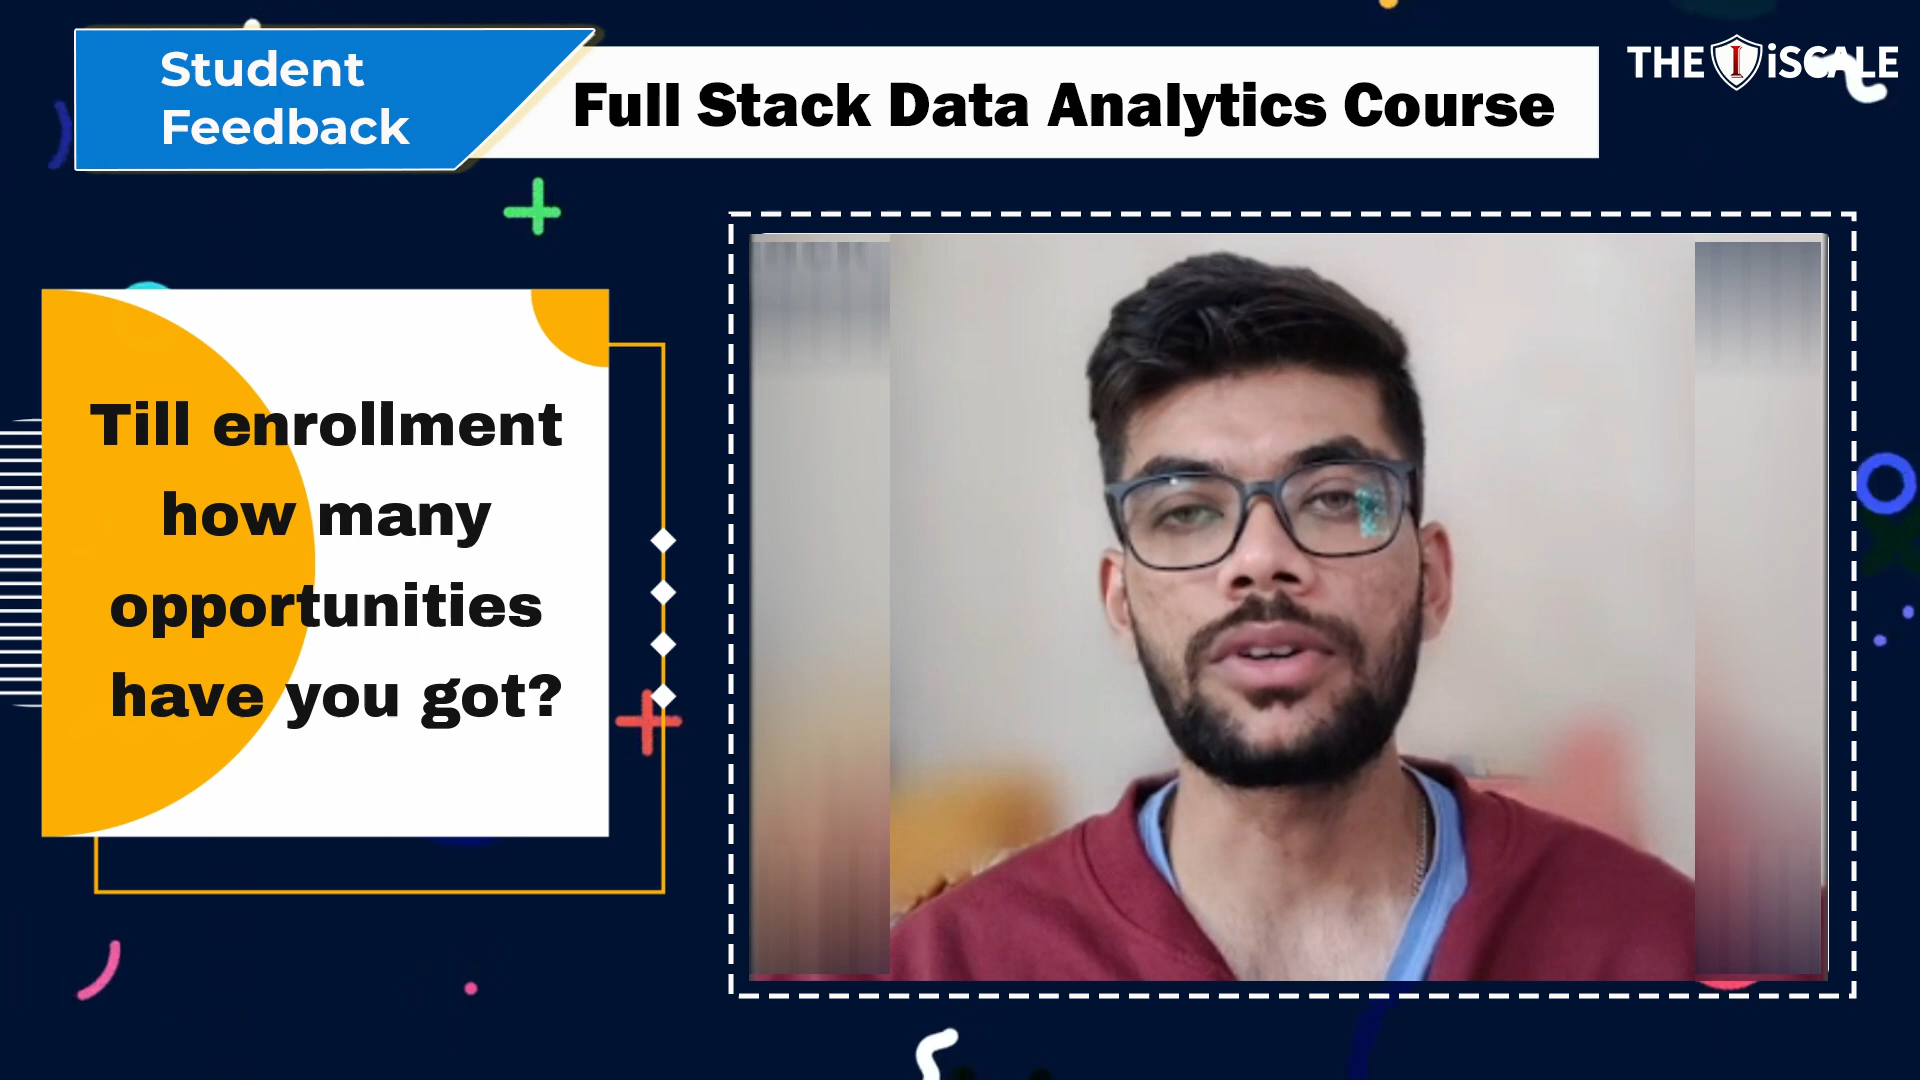 Student
Feedback
Full Stack Data Analytics Course
THE I iSCALE
Till enrollment
how many
opportunities
have you got?